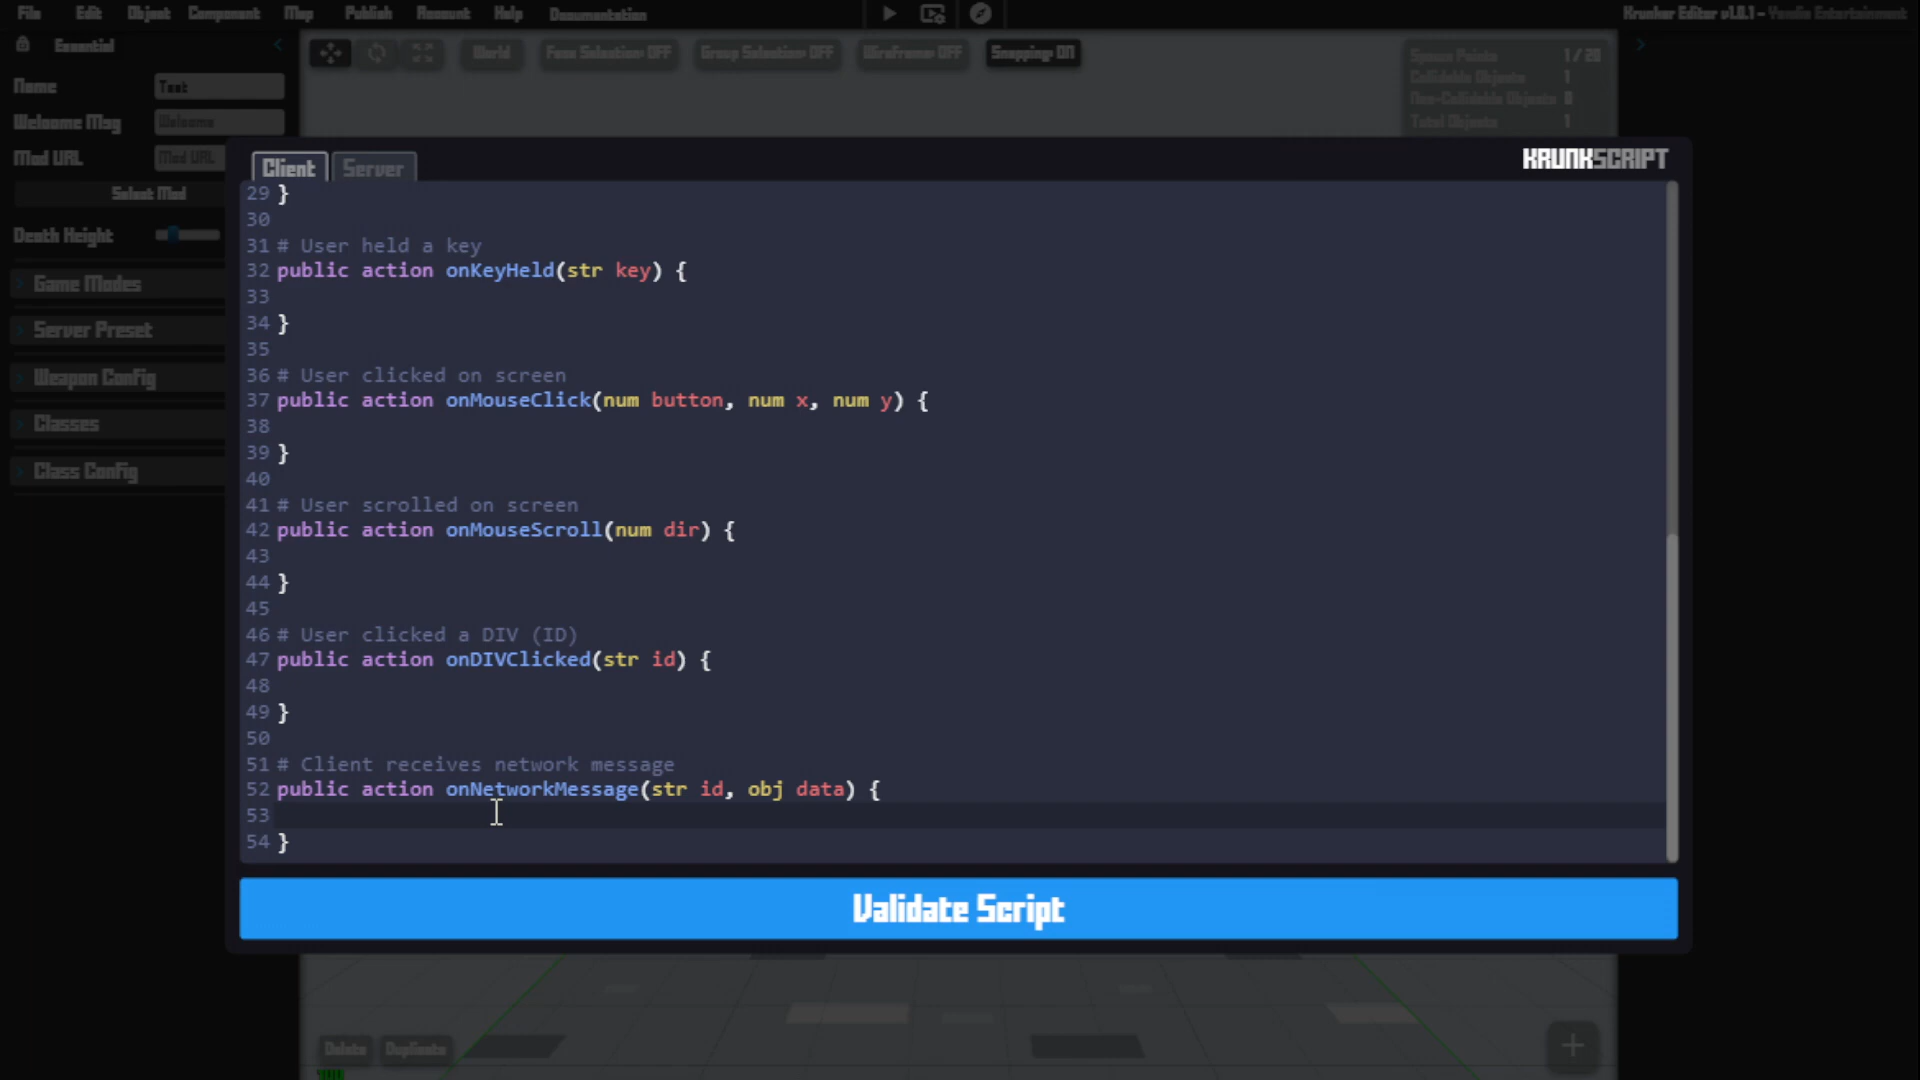 File Edit Object Component Map Publish Account Help Documentation
Krunker Editor v1.0.1 - Yendis Entertainment
Essential
World
Face Selection: OFF
Group Selection: OFF
Wireframe: OFF
Snapping: ON
Spawn Points 1/20
Collidable Objects 1
Non-Collidable Objects 0
Total Objects 1
Name Test
Welcome Msg Welcome
Mod URL Mod URL
Select Mod
Death Height
Game Modes
Server Preset
Weapon Config
Classes
Class Config
Client Server
KRUNKSCRIPT
29 }
30
31 # User held a key
32 public action onKeyHeld(str key) {
33
34 }
35
36 # User clicked on screen
37 public action onMouseClick(num button, num x, num y) {
38
39 }
40
41 # User scrolled on screen
42 public action onMouseScroll(num dir) {
43
44 }
45
46 # User clicked a DIV (ID)
47 public action onDIVClicked(str id) {
48
49 }
50
51 # Client receives network message
52 public action onNetworkMessage(str id, obj data) {
53
54 }
Validate Script
Delete Duplicate
+